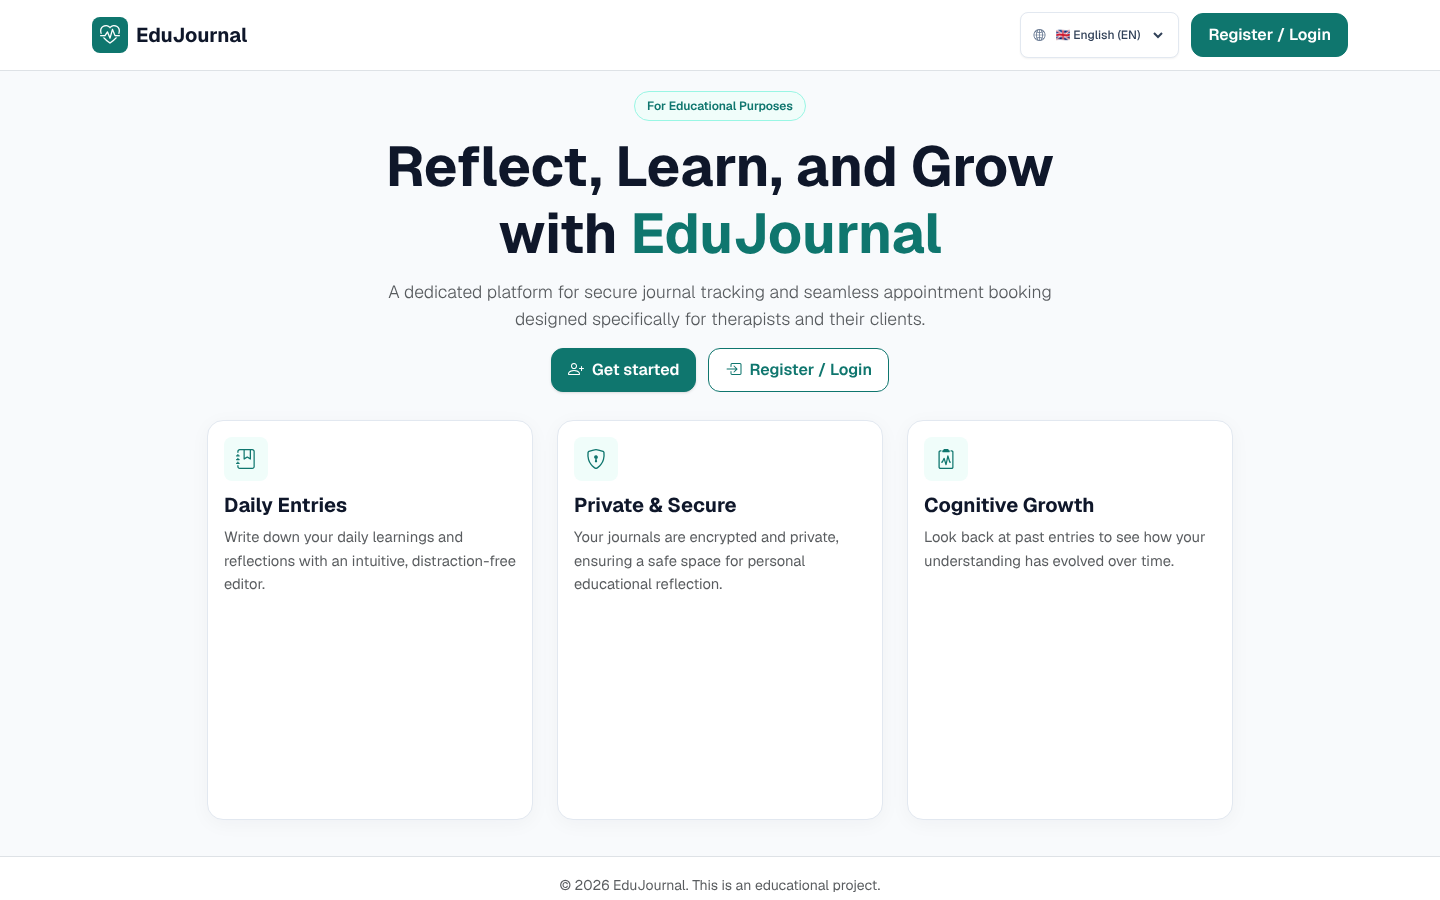 EduJournal
🇬🇧 English (EN)
Register / Login
For Educational Purposes
Reflect, Learn, and Grow
with EduJournal
A dedicated platform for secure journal tracking and seamless appointment booking
designed specifically for therapists and their clients.
Get started
Register / Login
Daily Entries
Write down your daily learnings and
reflections with an intuitive, distraction-free
editor.
Private & Secure
Your journals are encrypted and private,
ensuring a safe space for personal
educational reflection.
Cognitive Growth
Look back at past entries to see how your
understanding has evolved over time.
© 2026 EduJournal. This is an educational project.